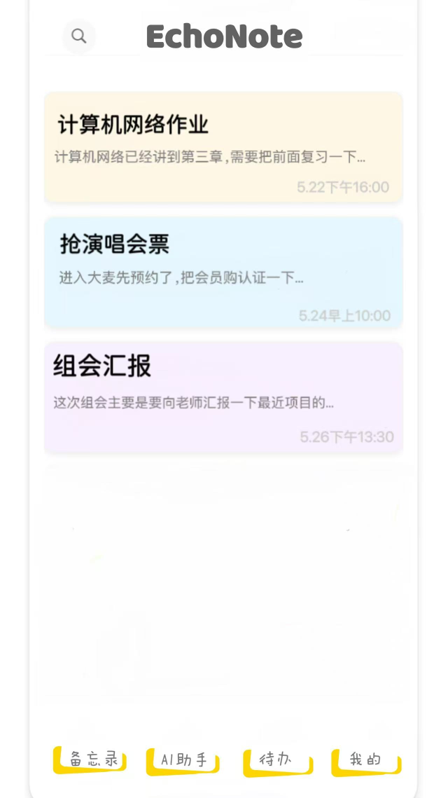 EchoNote
计算机网络作业
计算机网络已经讲到第三章,需要把前面复习一下...
5.22下午16:00
抢演唱会票
进入大麦先预约了,把会员购认证一下...
5.24早上10:00
组会汇报
这次组会主要是要向老师汇报一下最近项目的...
5.26下午13:30
备忘录 AI助手 待办 我的